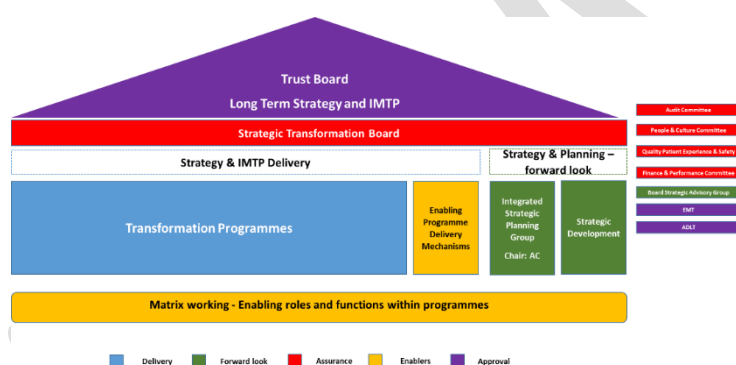 Trust Board
Long Term Strategy and IMTP
Strategic Transformation Board
Strategy & IMTP Delivery
Strategy & Planning –
forward look
Transformation Programmes
Enabling
Programme
Delivery
Mechanisms
Integrated
Strategic
Planning
Group
Chair: AC
Strategic
Development
Matrix working - Enabling roles and functions within programmes
Audit Committee
People & Culture Committee
Quality Patient Experience & Safety
Finance & Performance Committee
Board Strategic Advisory Group
EMT
ADLT
Delivery
Forward look
Assurance
Enablers
Approval